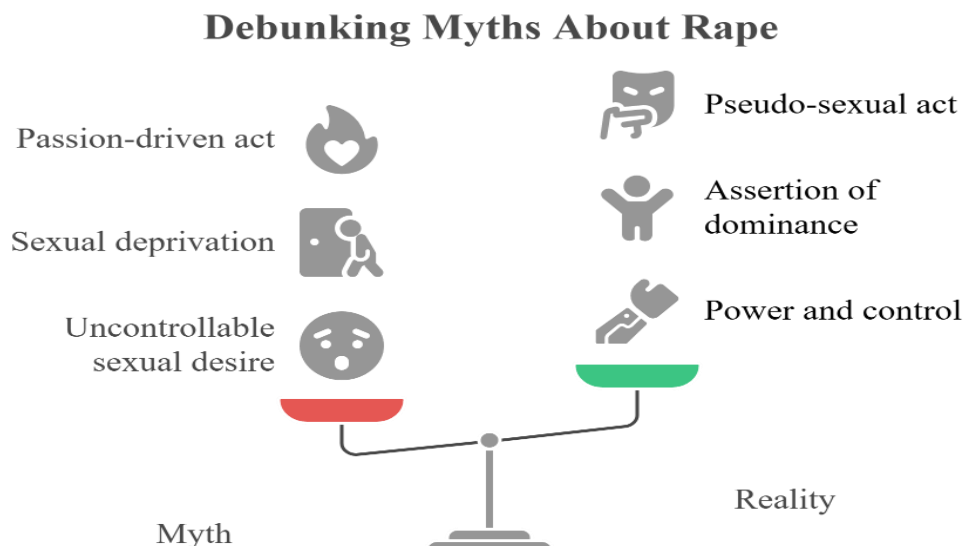 Debunking Myths About Rape
Passion-driven act
Sexual deprivation
Uncontrollable
sexual desire
Myth
Pseudo-sexual act
Assertion of
dominance
Power and control
Reality